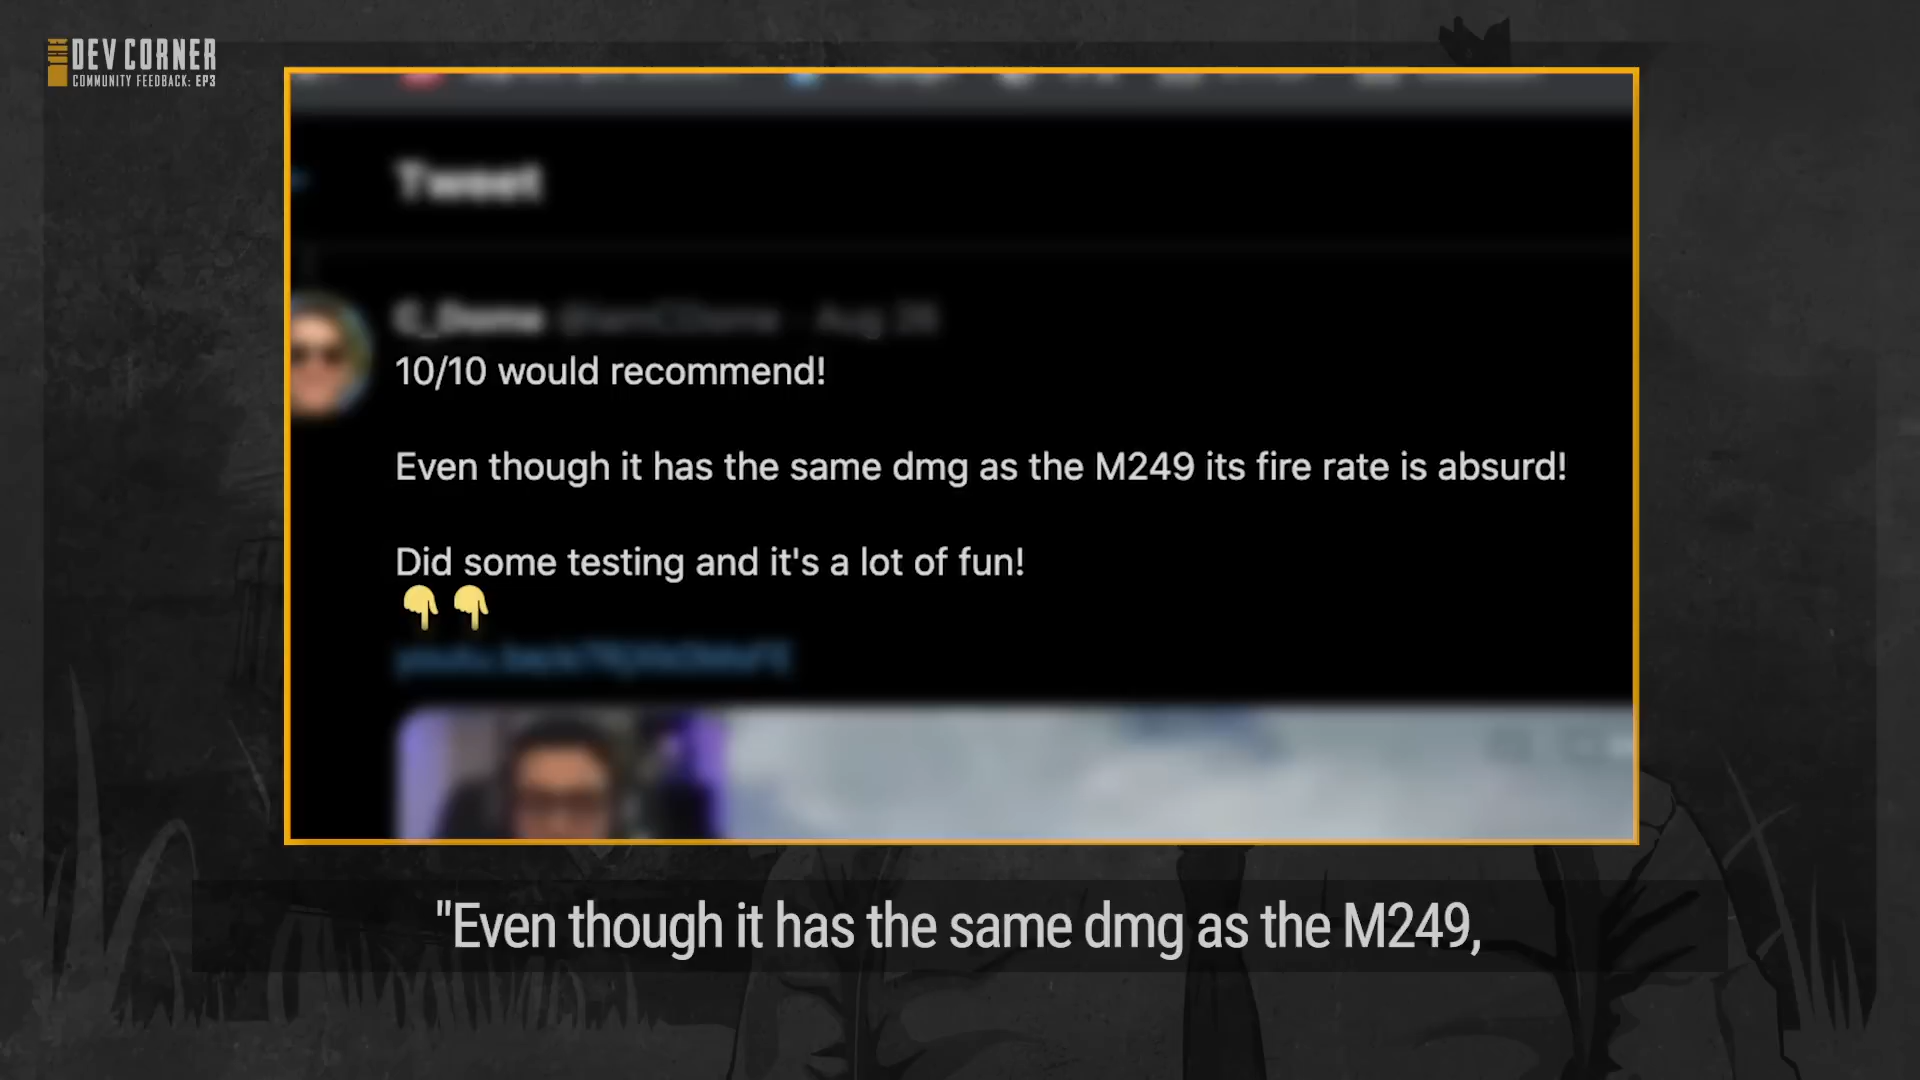 DEV CORNER
COMMUNITY FEEDBACK: EP3
Tweet
10/10 would recommend!
Even though it has the same dmg as the M249 its fire rate is absurd!
Did some testing and it's a lot of fun!
👇👇
"Even though it has the same dmg as the M249,